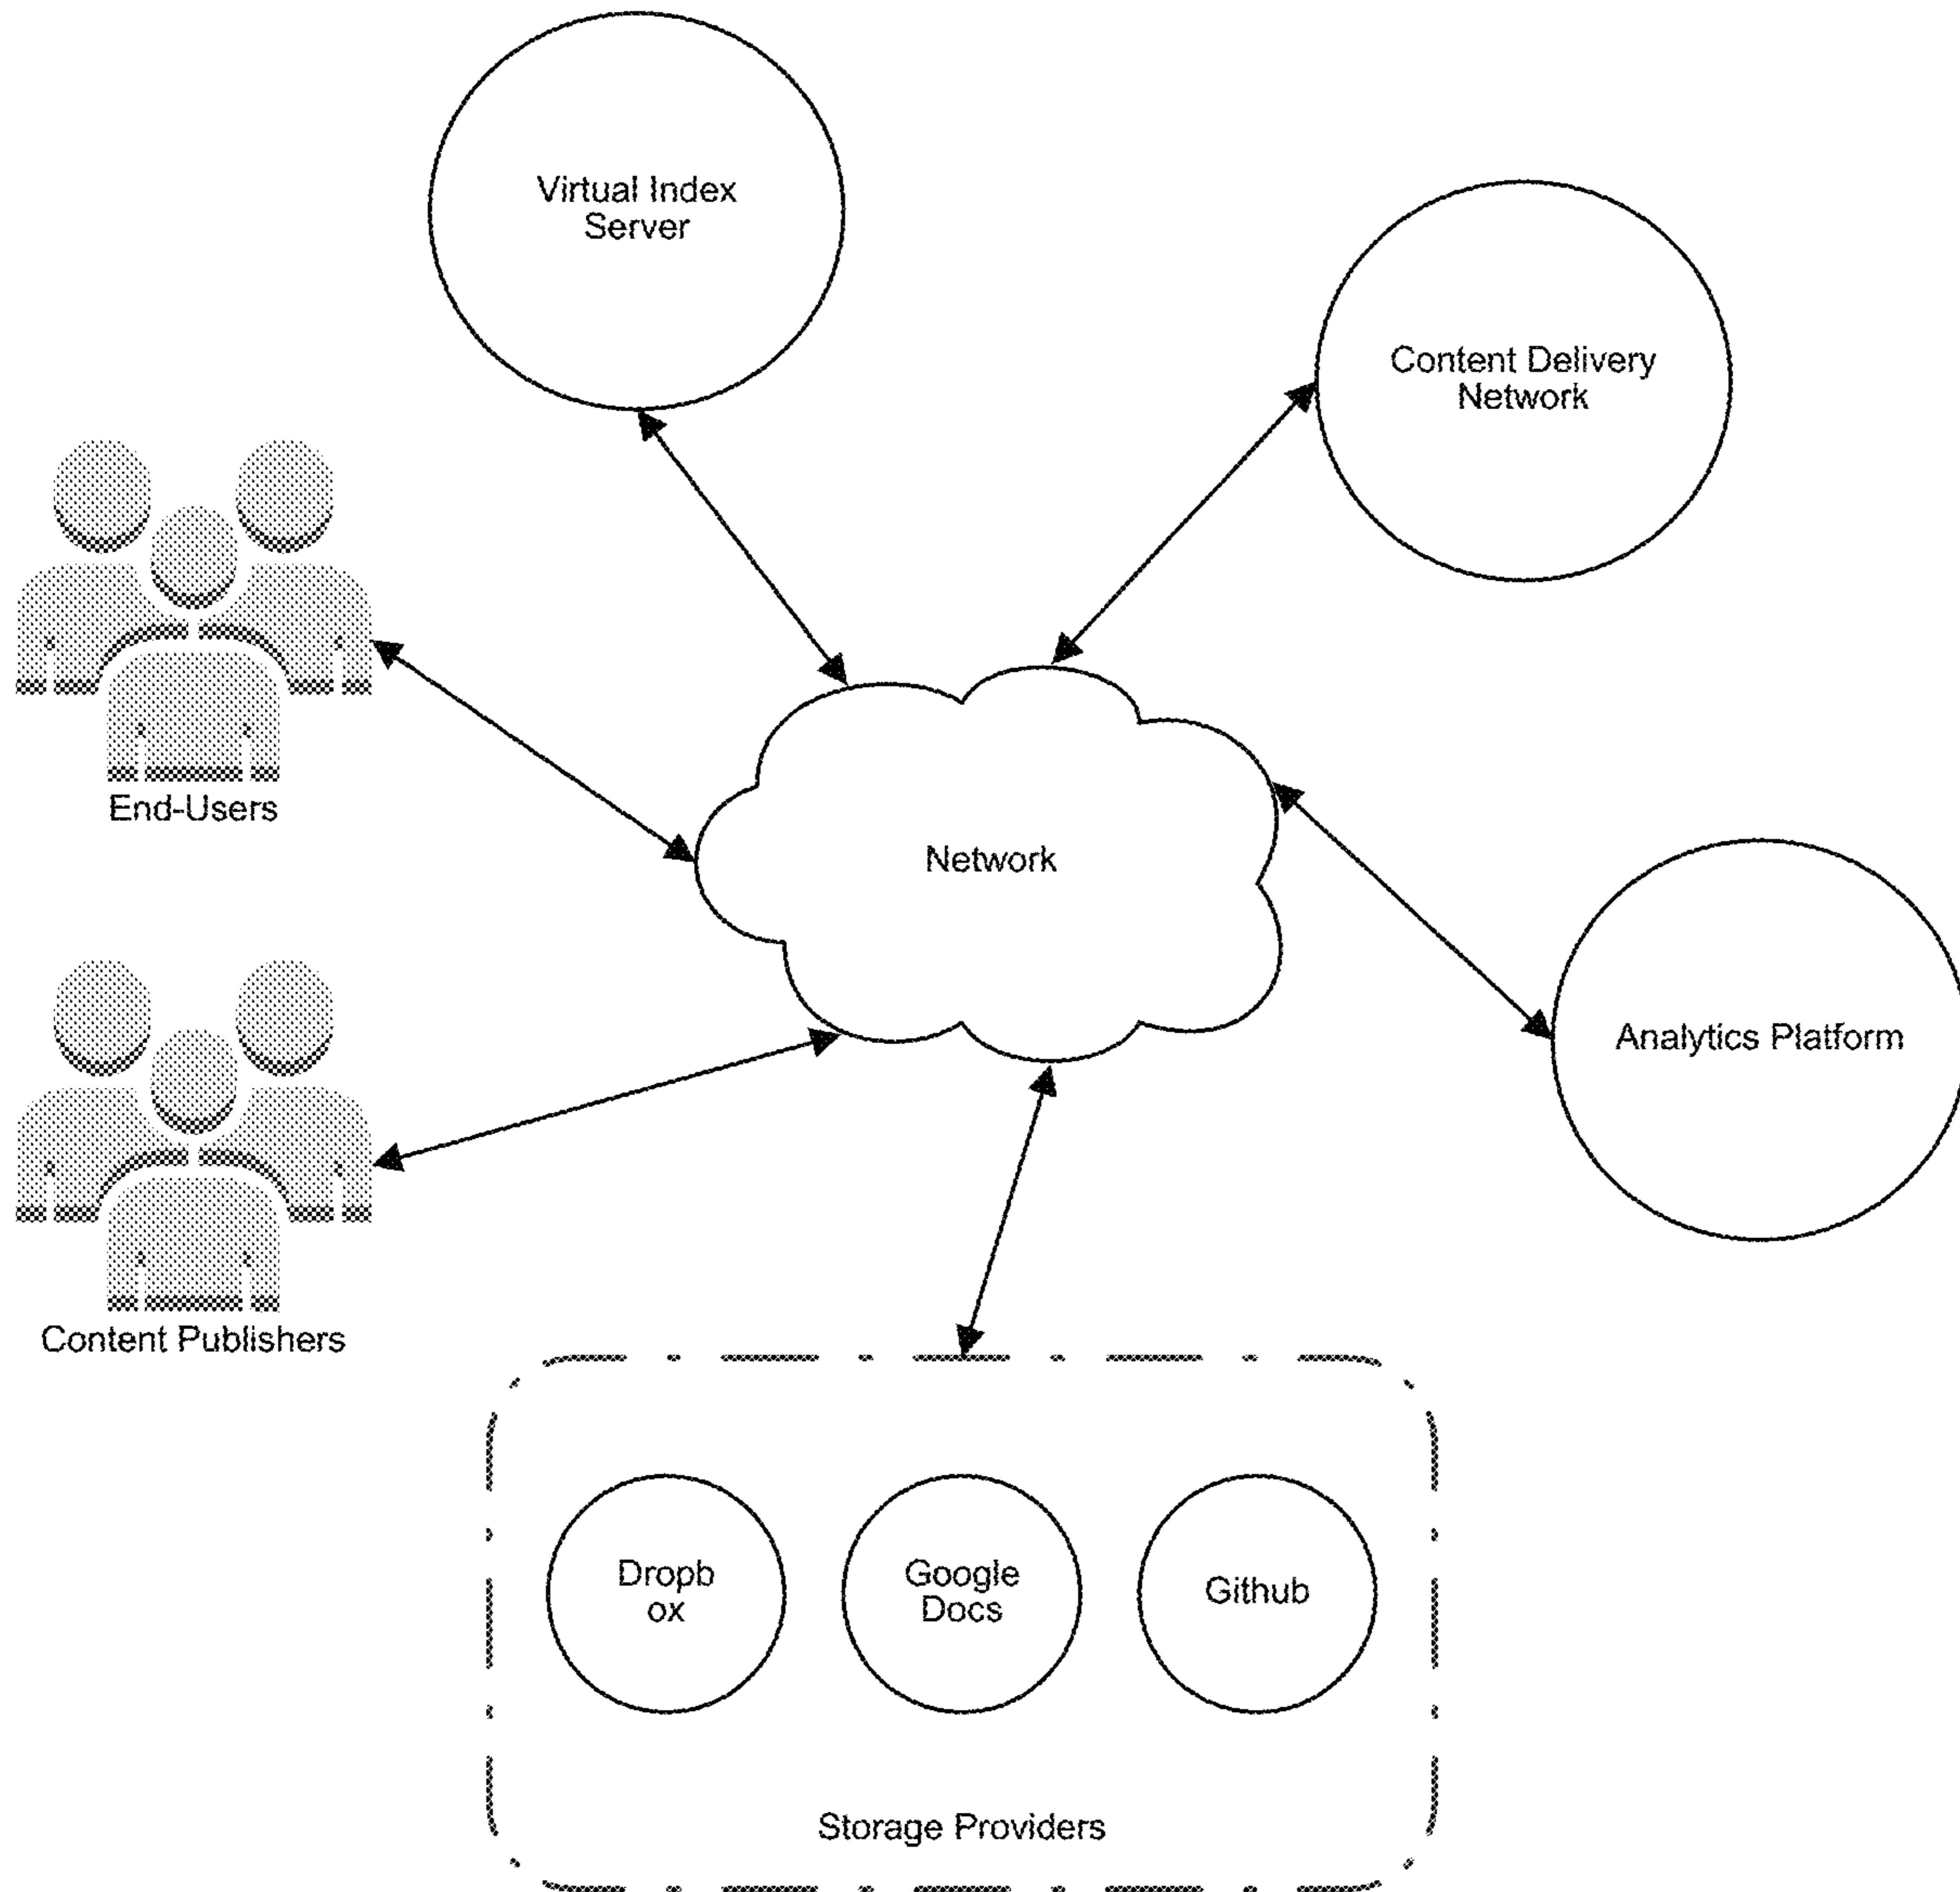 Virtual Index
Server
Content Delivery
Network
End-Users
Network
Analytics Platform
Content Publishers
Dropb
ox
Google
Docs
Github
Storage Providers